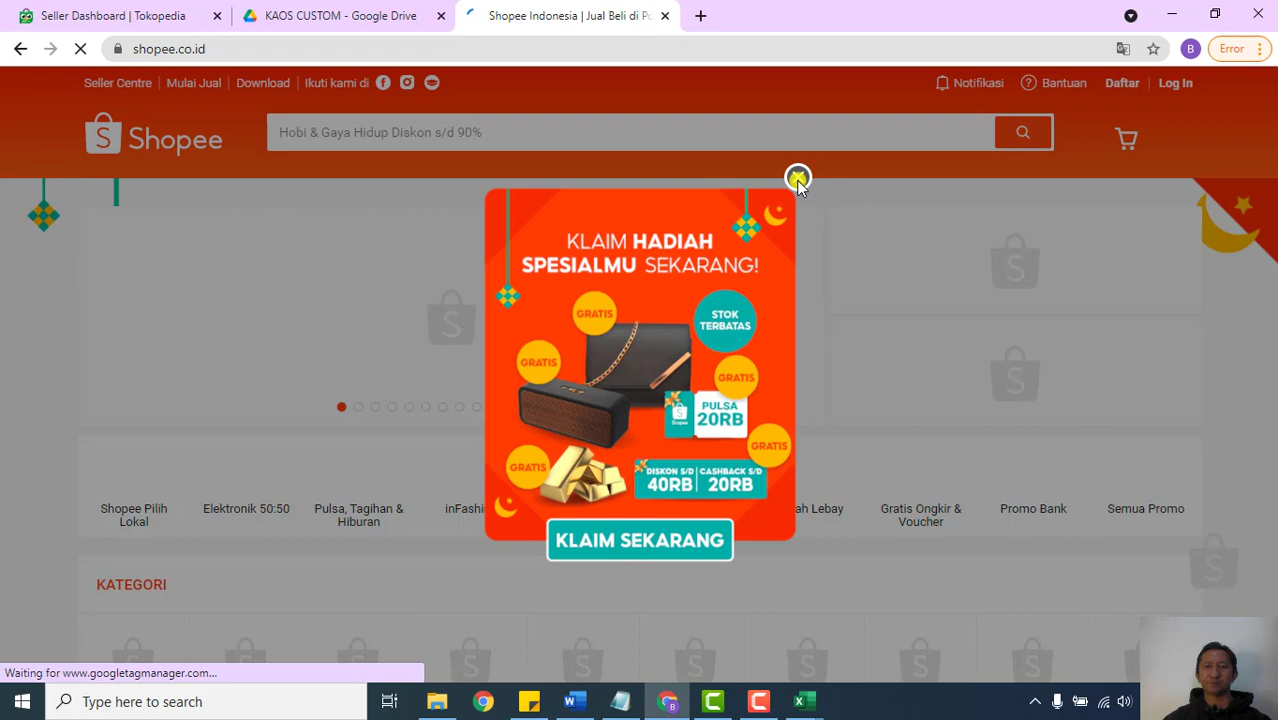 Seller Dashboard | Tokopedia
KAOS CUSTOM - Google Drive
Shopee Indonesia | Jual Beli di Po
shopee.co.id
B
Error
Seller Centre | Mulai Jual | Download | Ikuti kami di
Notifikasi
Bantuan
Daftar | Log In
Shopee
Hobi & Gaya Hidup Diskon s/d 90%
KLAIM HADIAH
SPESIALMU SEKARANG!
GRATIS
STOK
TERBATAS
GRATIS
GRATIS
PULSA
20RB
Shopee
GRATIS
GRATIS
DISKON S/D
40RB
CASHBACK S/D
20RB
KLAIM SEKARANG
Shopee Pilih
Lokal
Elektronik 50:50
Pulsa, Tagihan &
Hiburan
inFashi
ah Lebay
Gratis Ongkir &
Voucher
Promo Bank
Semua Promo
KATEGORI
Waiting for www.googletagmanager.com...
Type here to search